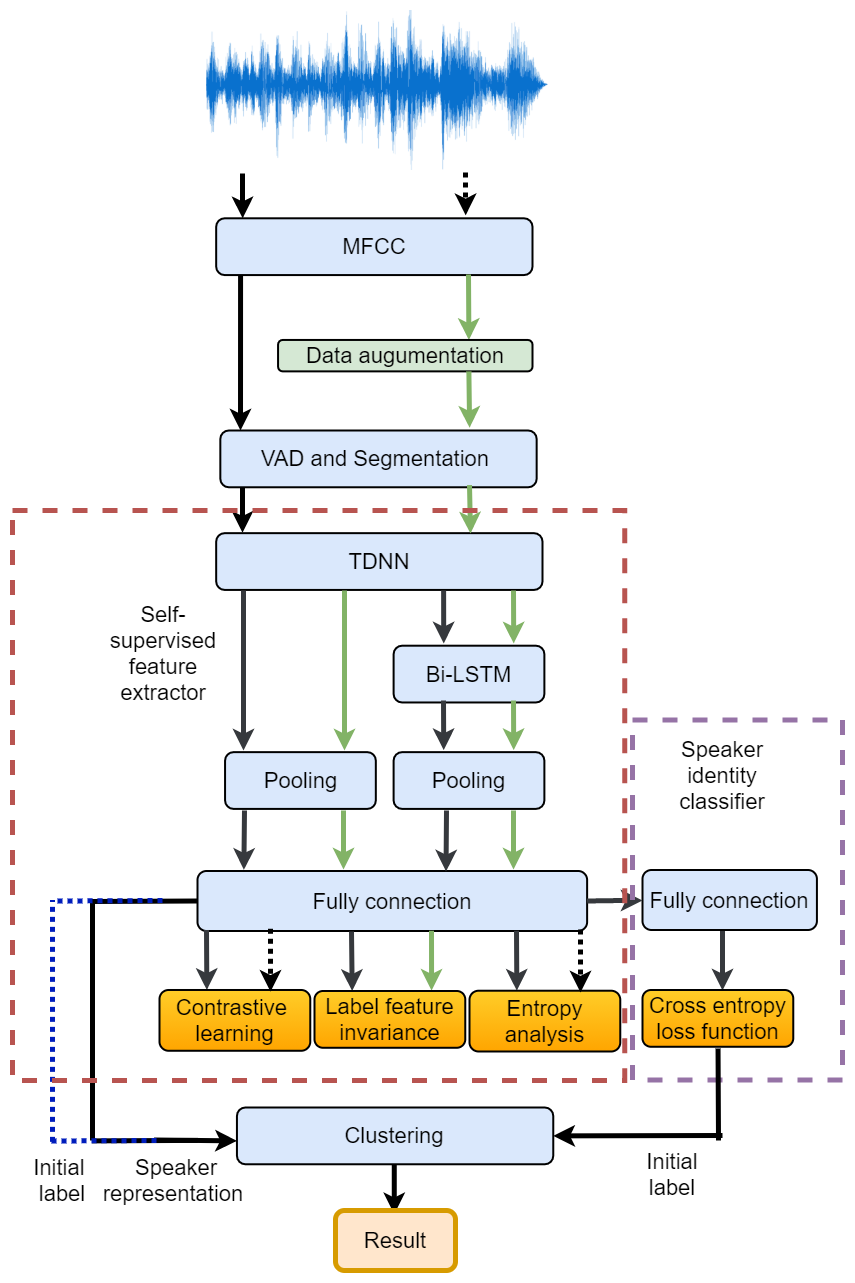 MFCC
Data augumentation
VAD and Segmentation
TDNN
Self-
supervised
feature
extractor
Bi-LSTM
Pooling
Pooling
Speaker
identity
classifier
Fully connection
Fully connection
Contrastive
learning
Label feature
invariance
Entropy
analysis
Cross entropy
loss function
Clustering
Initial
label
Speaker
representation
Initial
label
Result